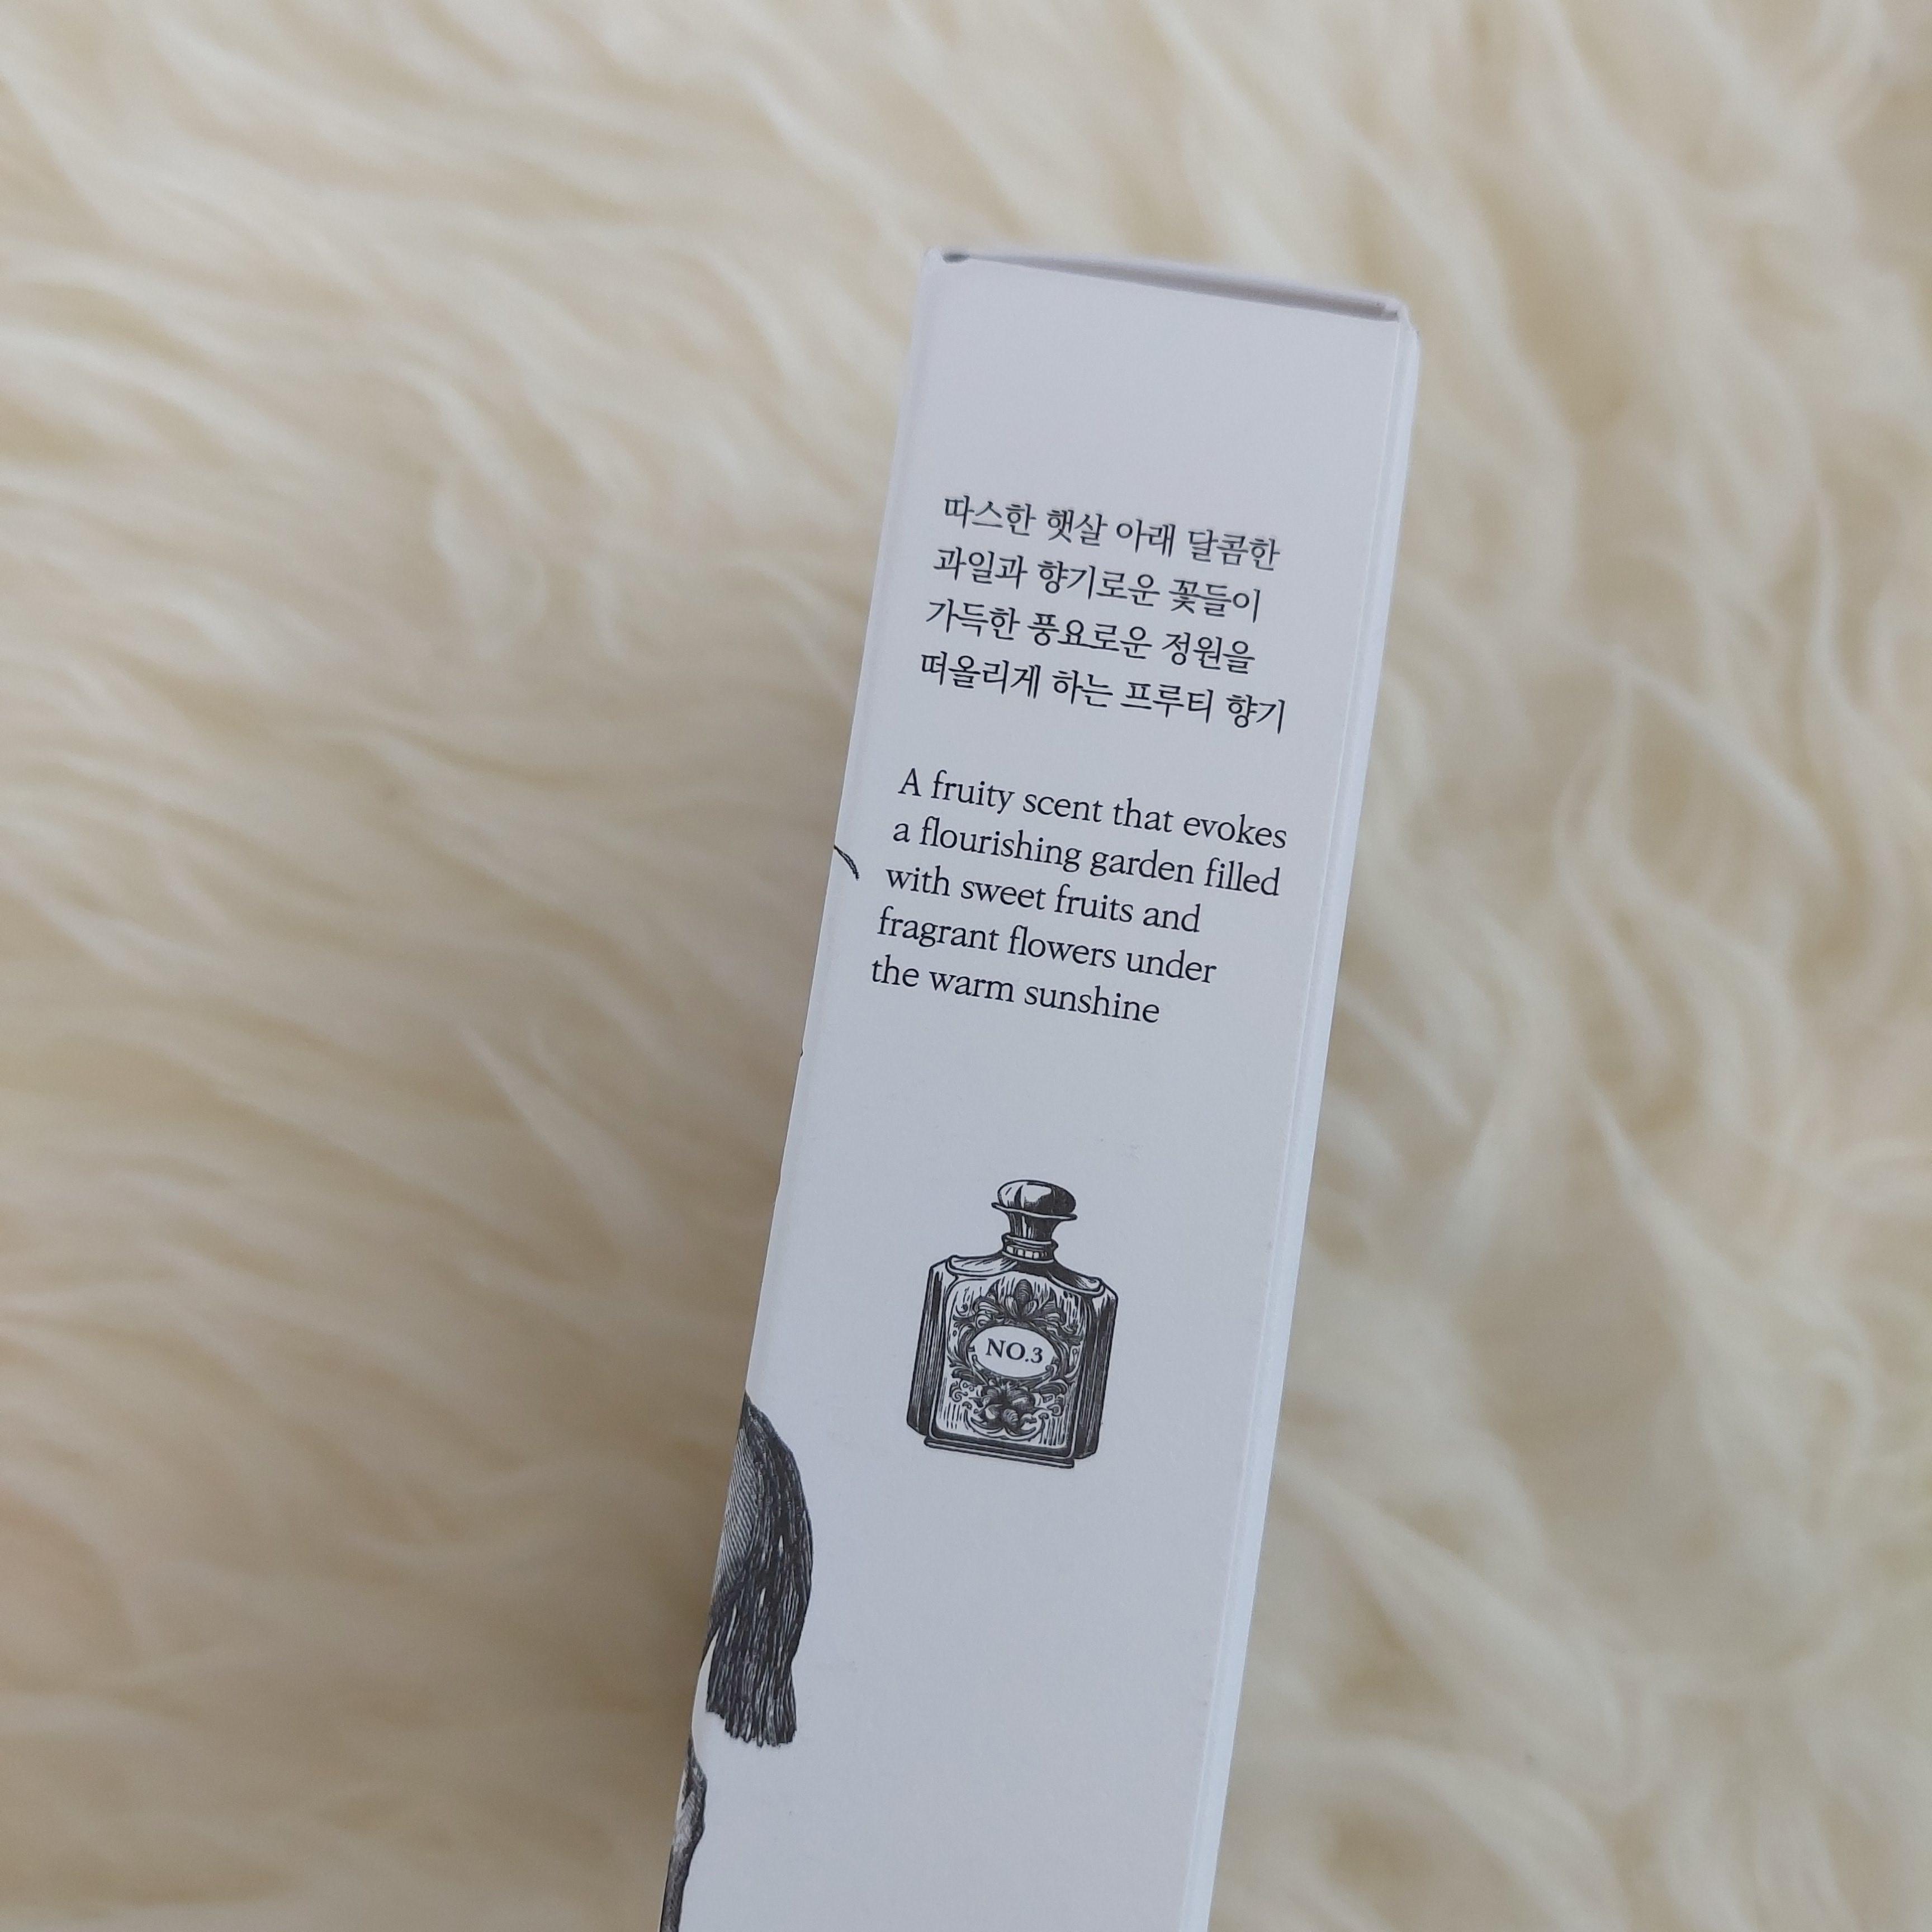 따스한 햇살 아래 달콤한
과일과 향기로운 꽃들이
가득한 풍요로운 정원을
떠올리게 하는 프루티 향기
A fruity scent that evokes
a flourishing garden filled
with sweet fruits and
fragrant flowers under
the warm sunshine
NO.3